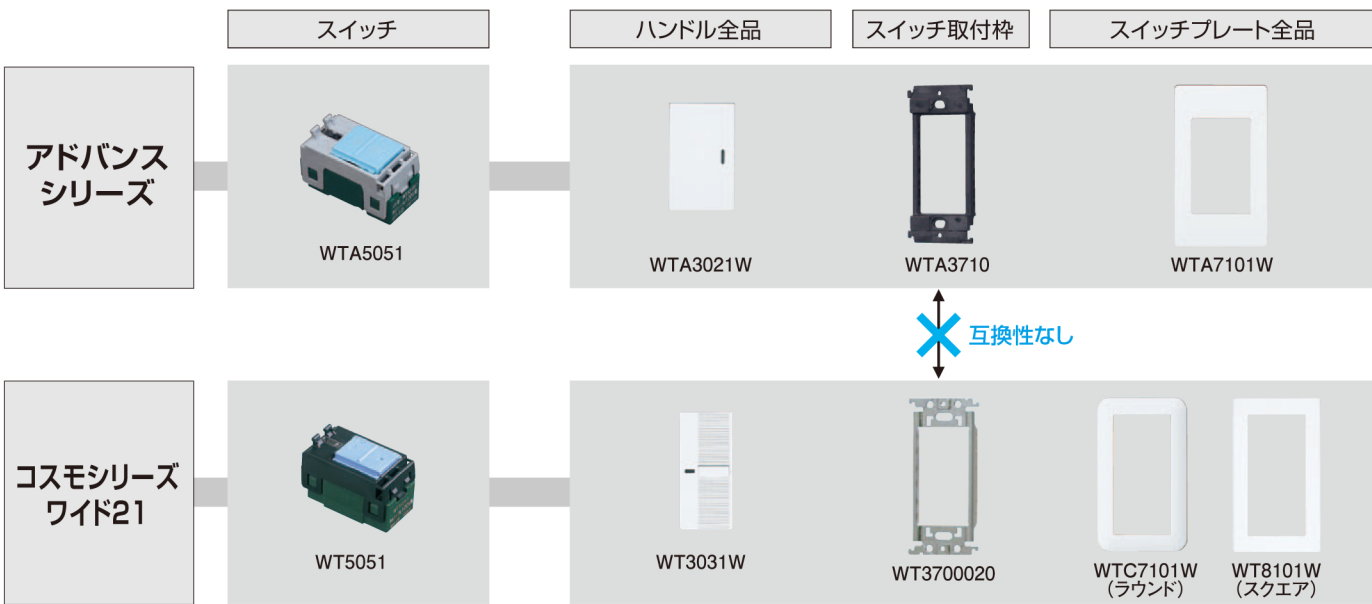 スイッチ
ハンドル全品
スイッチ取付枠
スイッチプレート全品
アドバンス
シリーズ
WTA5051
WTA3021W
WTA3710
WTA7101W
互換性なし
コスモシリーズ
ワイド21
WT5051
WT3031W
WT3700020
WTC7101W
(ラウンド)
WT8101W
(スクエア)